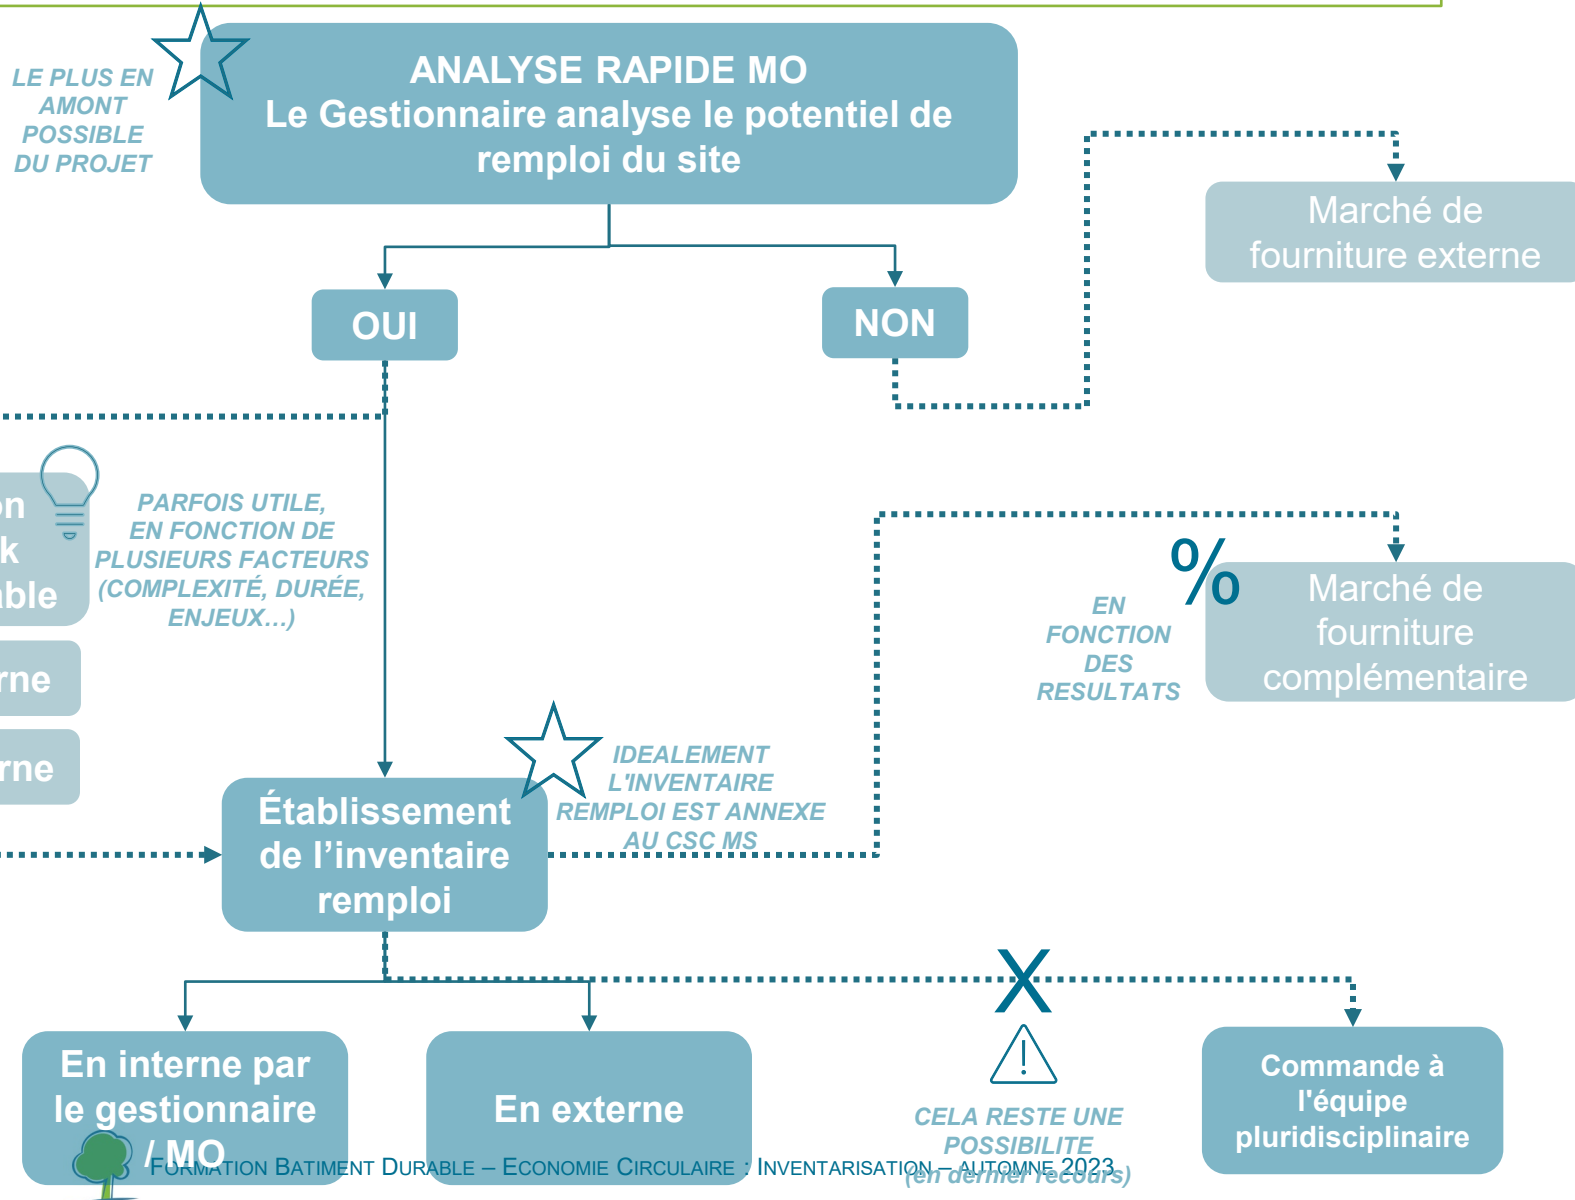 LE PLUS EN
AMONT
POSSIBLE
DU PROJET
ANALYSE RAPIDE MO
Le Gestionnaire analyse le potentiel de
remploi du site
Marché de
fourniture externe
OUI
NON
PARFOIS UTILE,
EN FONCTION DE
PLUSIEURS FACTEURS
(COMPLEXITÉ, DURÉE,
ENJEUX…)
%
EN
FONCTION
DES
RESULTATS
Marché de
fourniture
complémentaire
IDEALEMENT
L'INVENTAIRE
REMPLOI EST ANNEXE
AU CSC MS
Établissement
de l’inventaire
remploi
X
En interne par
le gestionnaire
/ MO
En externe
CELA RESTE UNE
POSSIBILITE
(en dernier recours)
Commande à
l'équipe
pluridisciplinaire
FORMATION BATIMENT DURABLE – ECONOMIE CIRCULAIRE : INVENTARISATION – AUTOMNE 2023